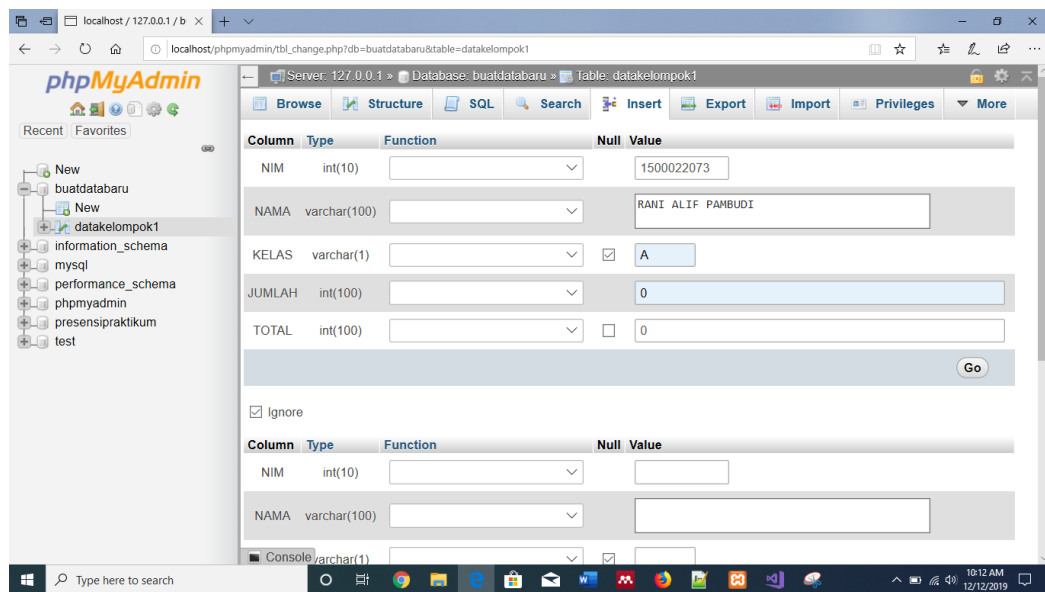 localhost / 127.0.0.1 / b
localhost/phpmyadmin/tbl_change.php?db=buatdatabaru&table=datakelompok1
phpMyAdmin
Recent Favorites
New
buatdatabaru
New
datakelompok1
information_schema
mysql
performance_schema
phpmyadmin
presensipraktikum
test
Server: 127.0.0.1 » Database: buatdatabaru » Table: datakelompok1
Browse Structure SQL Search Insert Export Import Privileges More
Column Type Function Null Value
NIM int(10) 1500022073
NAMA varchar(100) RANI ALIF PAMBUDI
KELAS varchar(1) A
JUMLAH int(100) 0
TOTAL int(100) 0
Go
Ignore
Column Type Function Null Value
NIM int(10)
NAMA varchar(100)
Console varchar(1)
Type here to search
10:12 AM
12/12/2019